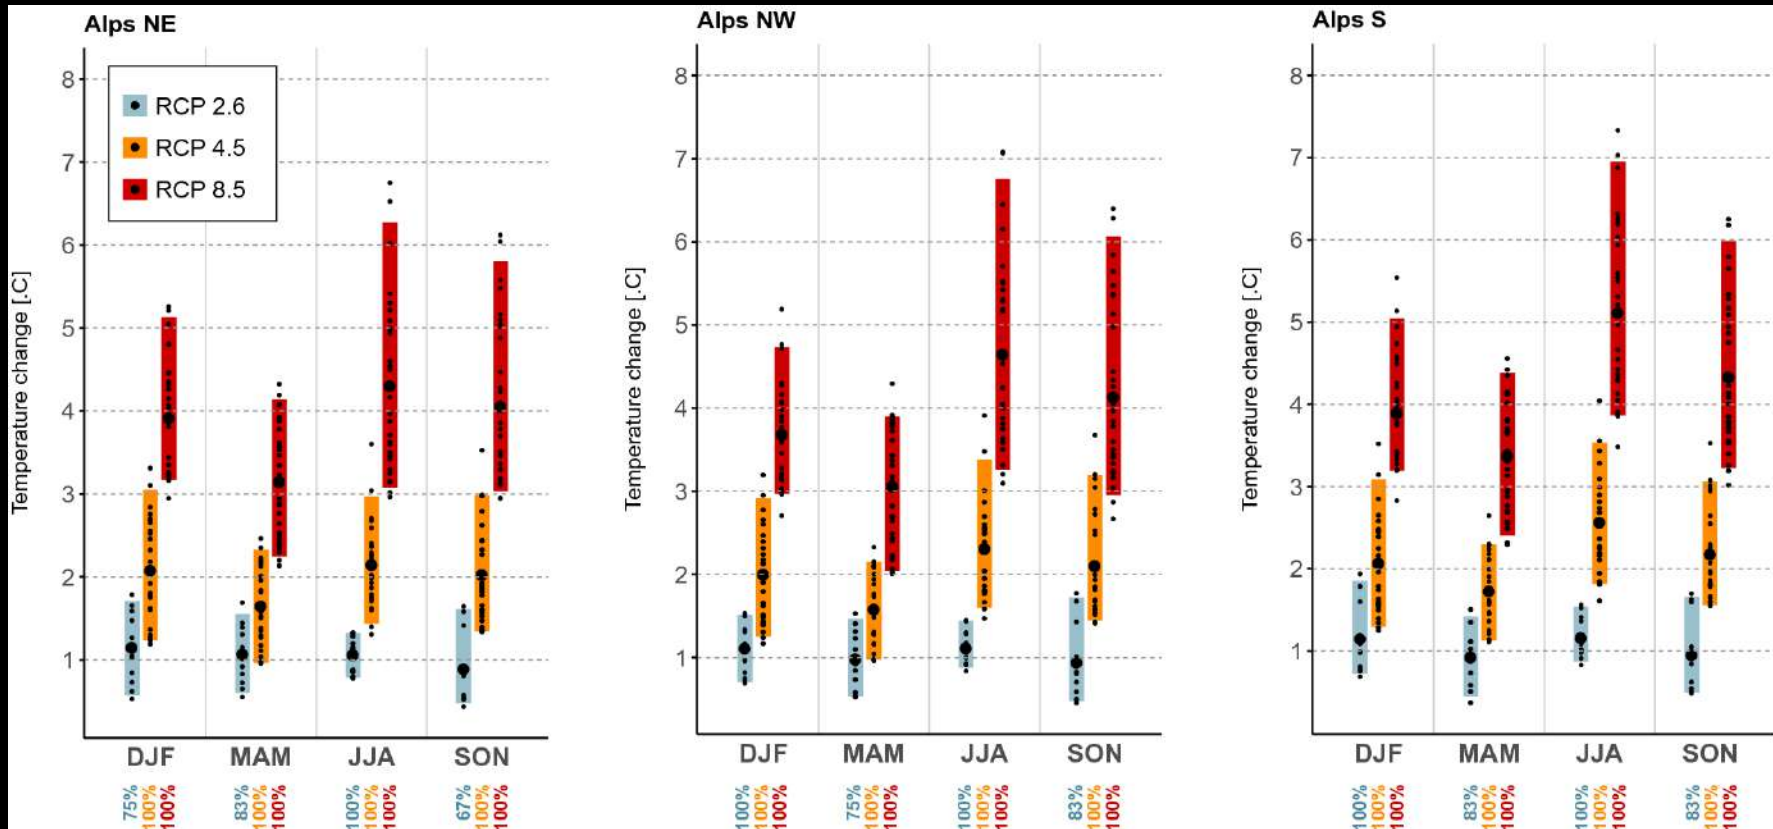 Alps NE
Alps NW
Alps S
RCP 2.6
RCP 4.5
RCP 8.5
Temperature change [.C]
8
7
6
5
4
3
2
1
DJF MAM JJA SON
75% 100% 100% 83% 100% 100% 100% 100% 100% 67% 100% 100%
Temperature change [.C]
8
7
6
5
4
3
2
1
DJF MAM JJA SON
100% 100% 100% 75% 100% 100% 100% 100% 100% 83% 100% 100%
Temperature change [.C]
8
7
6
5
4
3
2
1
DJF MAM JJA SON
100% 100% 100% 83% 100% 100% 100% 100% 100% 83% 100% 100%